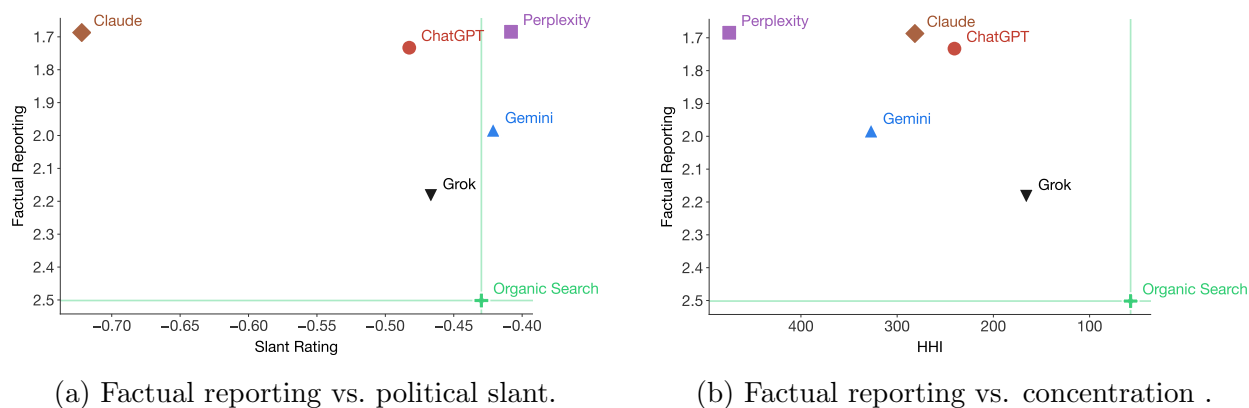 Claude
ChatGPT
Perplexity
Gemini
Grok
Organic Search
1.7
1.8
1.9
2.0
2.1
2.2
2.3
2.4
2.5
Factual Reporting
−0.70
−0.65
−0.60
−0.55
−0.50
−0.45
−0.40
Slant Rating
(a) Factual reporting vs. political slant.
Perplexity
Claude
ChatGPT
Gemini
Grok
Organic Search
1.7
1.8
1.9
2.0
2.1
2.2
2.3
2.4
2.5
Factual Reporting
400
300
200
100
HHI
(b) Factual reporting vs. concentration .